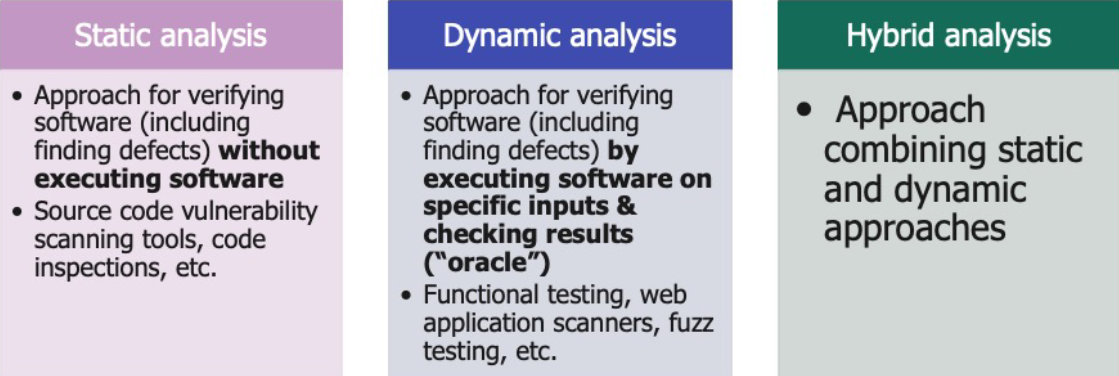 Static analysis
• Approach for verifying
software (including
finding defects) without
executing software
• Source code vulnerability
scanning tools, code
inspections, etc.
Dynamic analysis
• Approach for verifying
software (including
finding defects) by
executing software on
specific inputs &
checking results
(“oracle”)
• Functional testing, web
application scanners, fuzz
testing, etc.
Hybrid analysis
• Approach
combining static
and dynamic
approaches